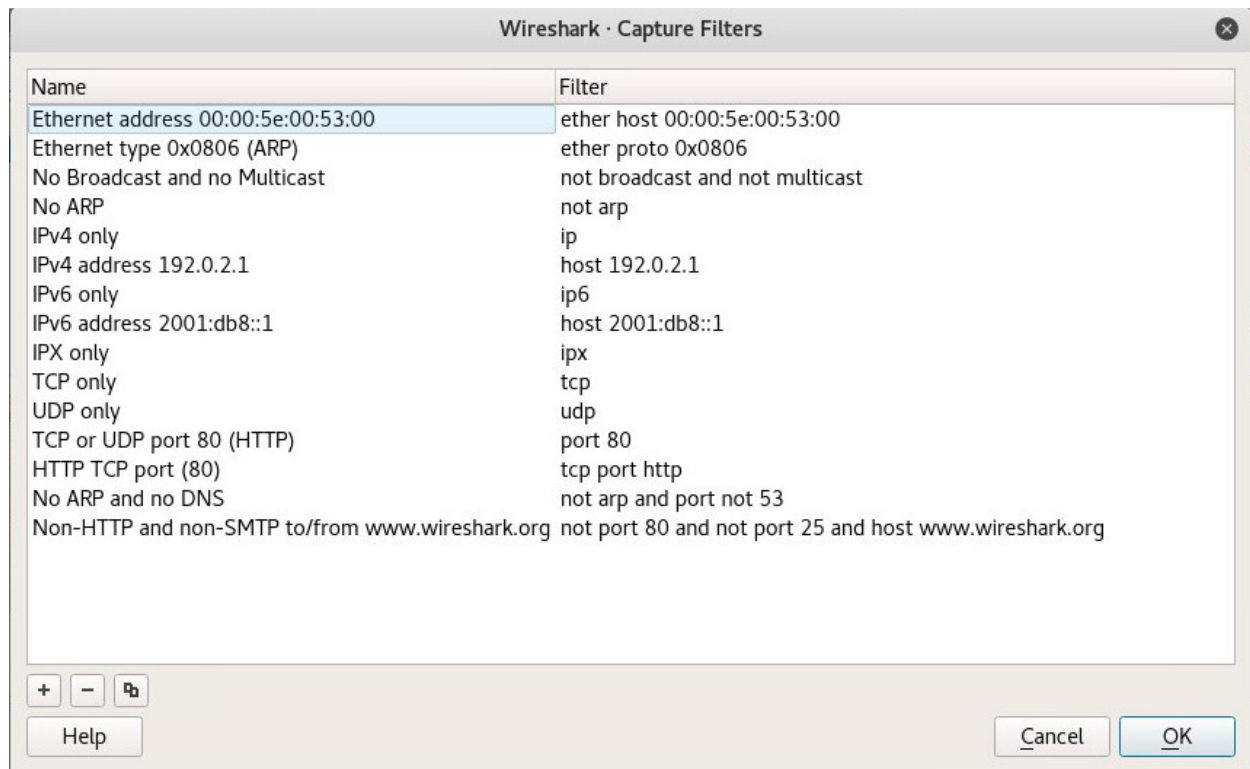 Wireshark · Capture Filters
Name Filter
Ethernet address 00:00:5e:00:53:00 ether host 00:00:5e:00:53:00
Ethernet type 0x0806 (ARP) ether proto 0x0806
No Broadcast and no Multicast not broadcast and not multicast
No ARP not arp
IPv4 only ip
IPv4 address 192.0.2.1 host 192.0.2.1
IPv6 only ip6
IPv6 address 2001:db8::1 host 2001:db8::1
IPX only ipx
TCP only tcp
UDP only udp
TCP or UDP port 80 (HTTP) port 80
HTTP TCP port (80) tcp port http
No ARP and no DNS not arp and port not 53
Non-HTTP and non-SMTP to/from www.wireshark.org not port 80 and not port 25 and host www.wireshark.org
Help Cancel OK